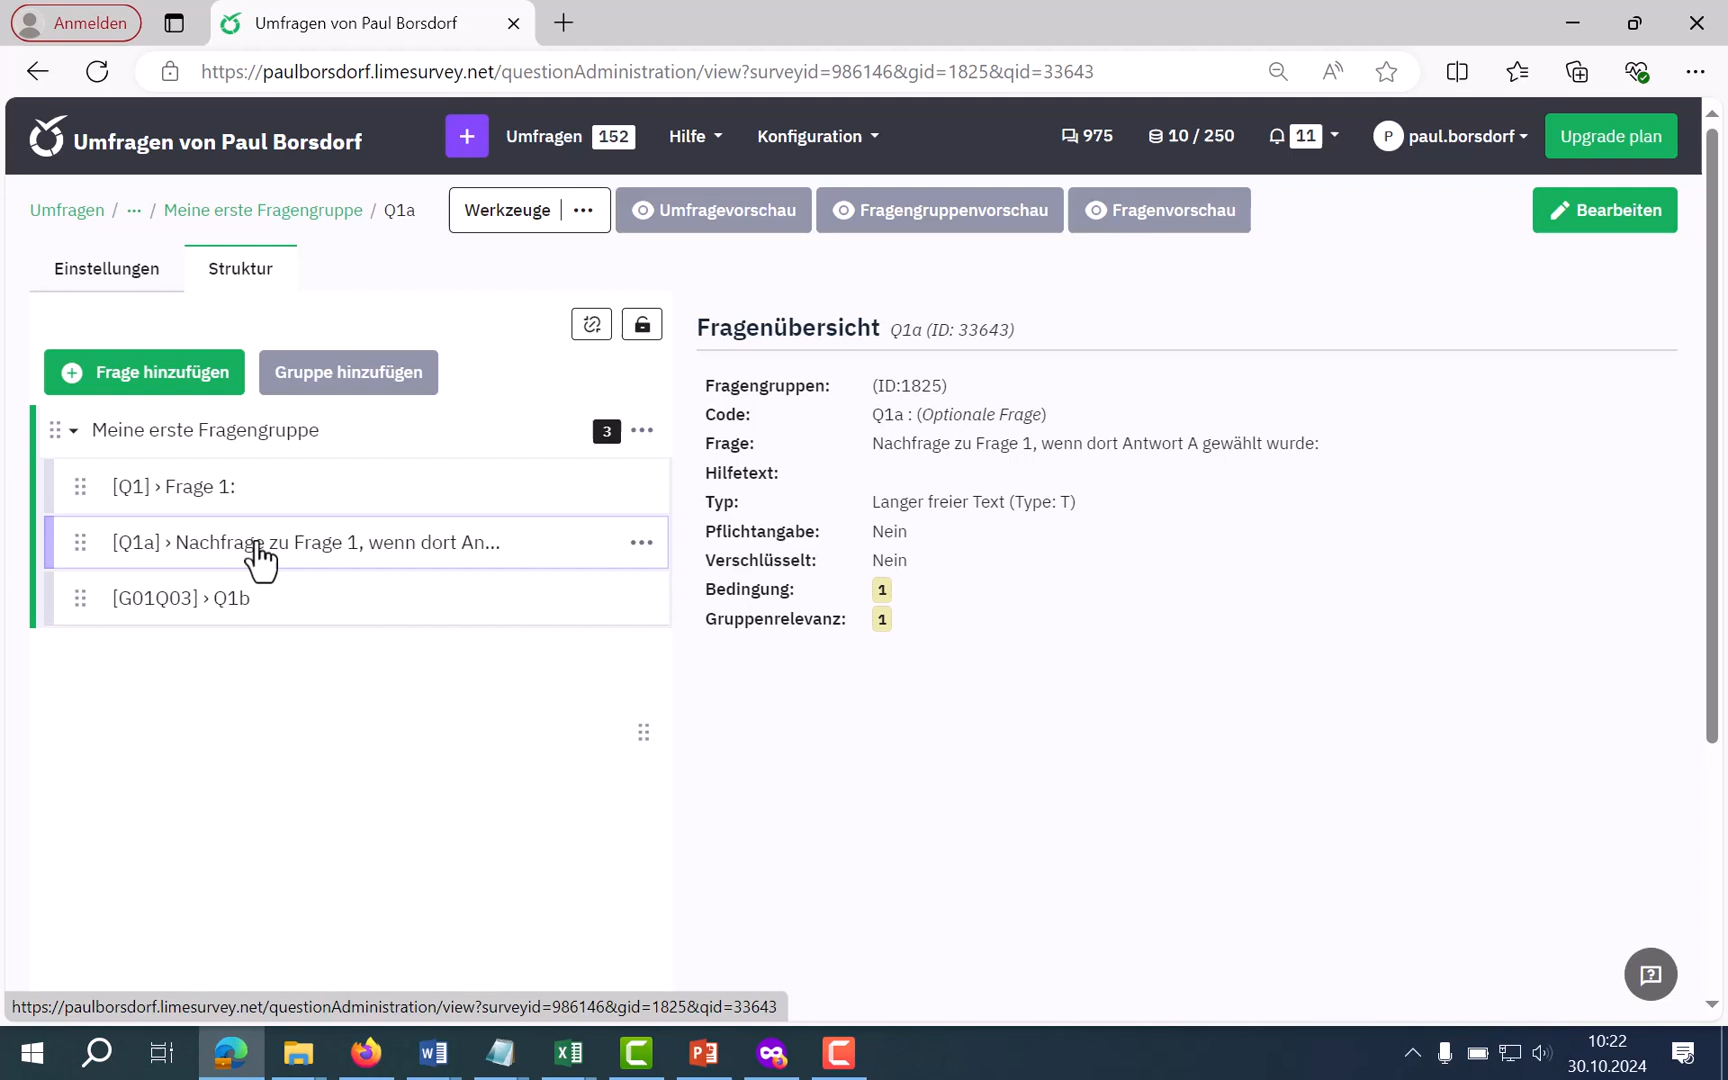 Anmelden
Umfragen von Paul Borsdorf
https://paulborsdorf.limesurvey.net/questionAdministration/view?surveyid=986146&gid=1825&qid=33643
Umfragen von Paul Borsdorf
+
Umfragen 152
Hilfe
Konfiguration
975
10 / 250
11
P paul.borsdorf
Upgrade plan
Umfragen / ... / Meine erste Fragengruppe / Q1a
Werkzeuge
Umfragevorschau
Fragengruppenvorschau
Fragenvorschau
Bearbeiten
Einstellungen
Struktur
Frage hinzufügen
Gruppe hinzufügen
Meine erste Fragengruppe 3
[Q1] › Frage 1:
[Q1a] › Nachfrage zu Frage 1, wenn dort An...
[G01Q03] › Q1b
Fragenübersicht Q1a (ID: 33643)
Fragengruppen: (ID:1825)
Code: Q1a : (Optionale Frage)
Frage: Nachfrage zu Frage 1, wenn dort Antwort A gewählt wurde:
Hilfetext:
Typ: Langer freier Text (Type: T)
Pflichtangabe: Nein
Verschlüsselt: Nein
Bedingung: 1
Gruppenrelevanz: 1
https://paulborsdorf.limesurvey.net/questionAdministration/view?surveyid=986146&gid=1825&qid=33643
10:22
30.10.2024